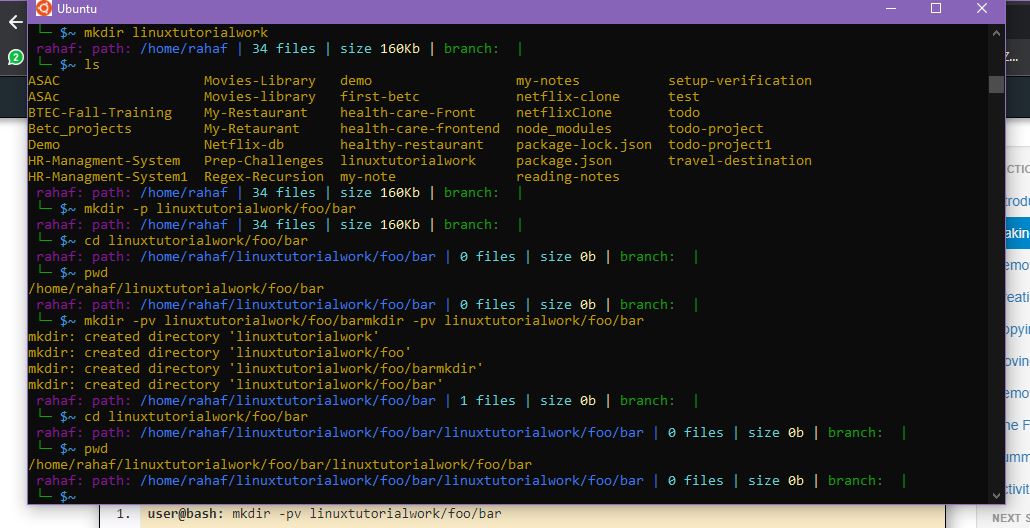 Ubuntu
└─ $~ mkdir linuxtutorialwork
rahaf: path: /home/rahaf | 34 files | size 160Kb | branch:  |
└─ $~ ls
ASAC Movies-Library demo my-notes setup-verification
ASAc Movies-library first-betc netflix-clone test
BTEC-Fall-Training My-Restaurant health-care-Front netflixClone todo
Betc_projects My-Retaurant health-care-frontend node_modules todo-project
Demo Netflix-db healthy-restaurant package-lock.json todo-project1
HR-Managment-System Prep-Challenges linuxtutorialwork package.json travel-destination
HR-Managment-System1 Regex-Recursion my-note reading-notes
rahaf: path: /home/rahaf | 34 files | size 160Kb | branch:  |
└─ $~ mkdir -p linuxtutorialwork/foo/bar
rahaf: path: /home/rahaf | 34 files | size 160Kb | branch:  |
└─ $~ cd linuxtutorialwork/foo/bar
rahaf: path: /home/rahaf/linuxtutorialwork/foo/bar | 0 files | size 0b | branch:  |
└─ $~ pwd
/home/rahaf/linuxtutorialwork/foo/bar
rahaf: path: /home/rahaf/linuxtutorialwork/foo/bar | 0 files | size 0b | branch:  |
└─ $~ mkdir -pv linuxtutorialwork/foo/barmkdir -pv linuxtutorialwork/foo/bar
mkdir: created directory 'linuxtutorialwork'
mkdir: created directory 'linuxtutorialwork/foo'
mkdir: created directory 'linuxtutorialwork/foo/barmkdir'
mkdir: created directory 'linuxtutorialwork/foo/bar'
rahaf: path: /home/rahaf/linuxtutorialwork/foo/bar | 1 files | size 0b | branch:  |
└─ $~ cd linuxtutorialwork/foo/bar
rahaf: path: /home/rahaf/linuxtutorialwork/foo/bar/linuxtutorialwork/foo/bar | 0 files | size 0b | branch:  |
└─ $~ pwd
/home/rahaf/linuxtutorialwork/foo/bar/linuxtutorialwork/foo/bar
rahaf: path: /home/rahaf/linuxtutorialwork/foo/bar/linuxtutorialwork/foo/bar | 0 files | size 0b | branch:  |
└─ $~
1. user@bash: mkdir -pv linuxtutorialwork/foo/bar
2
NEXT S